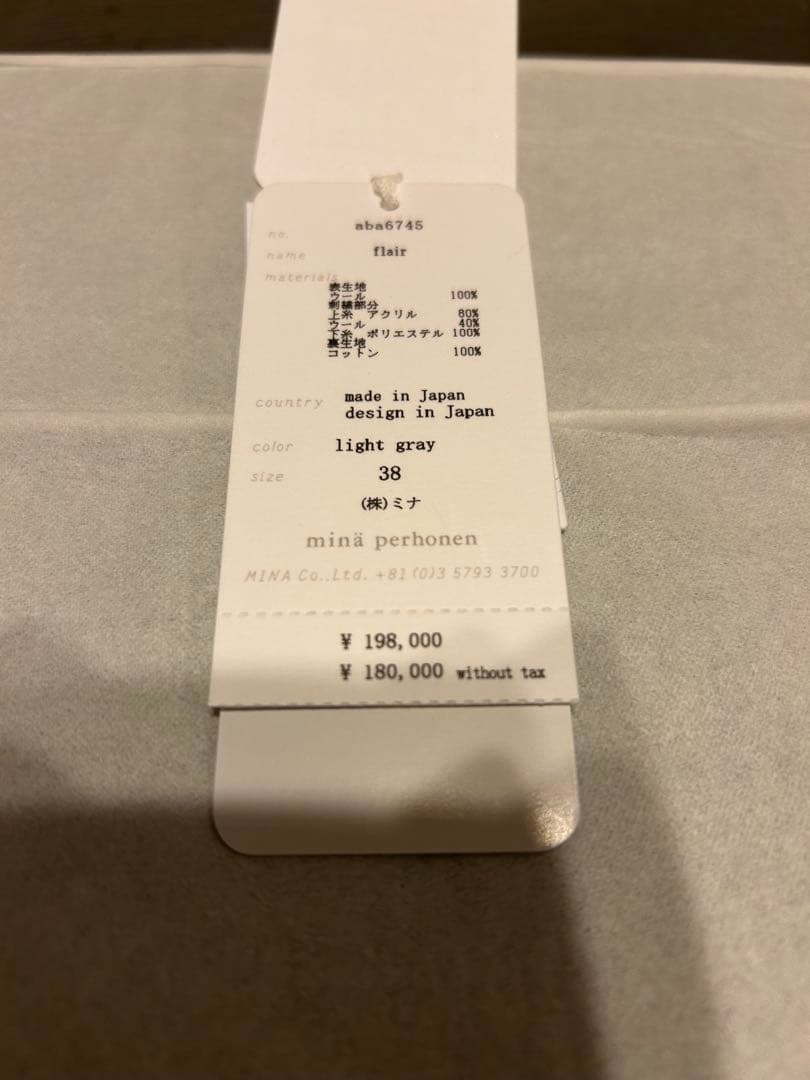 no. aba6745
name flair
materials
表生地
ウール 100%
刺繍部分
上糸 アクリル 80%
ウール 40%
下糸 ポリエステル 100%
裏生地
コットン 100%
country made in Japan
design in Japan
color light gray
size 38
(株)ミナ
minä perhonen
MINA Co.,Ltd. +81(0)3 5793 3700
¥ 198,000
¥ 180,000 without tax